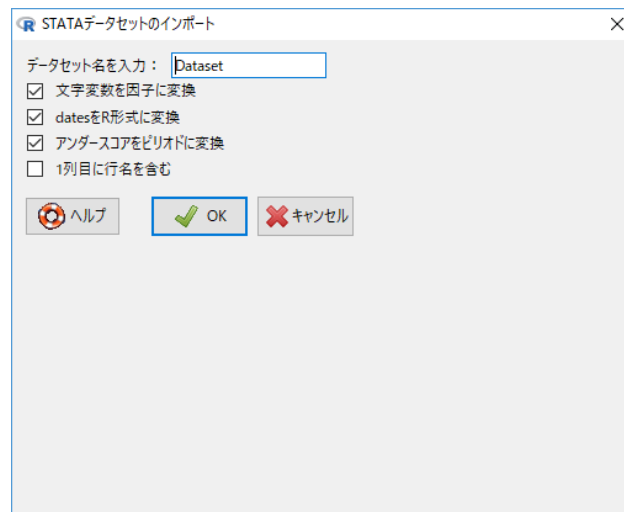 STATAデータセットのインポート
データセット名を入力： Dataset
文字変数を因子に変換
datesをR形式に変換
アンダースコアをピリオドに変換
1列目に行名を含む
ヘルプ OK キャンセル